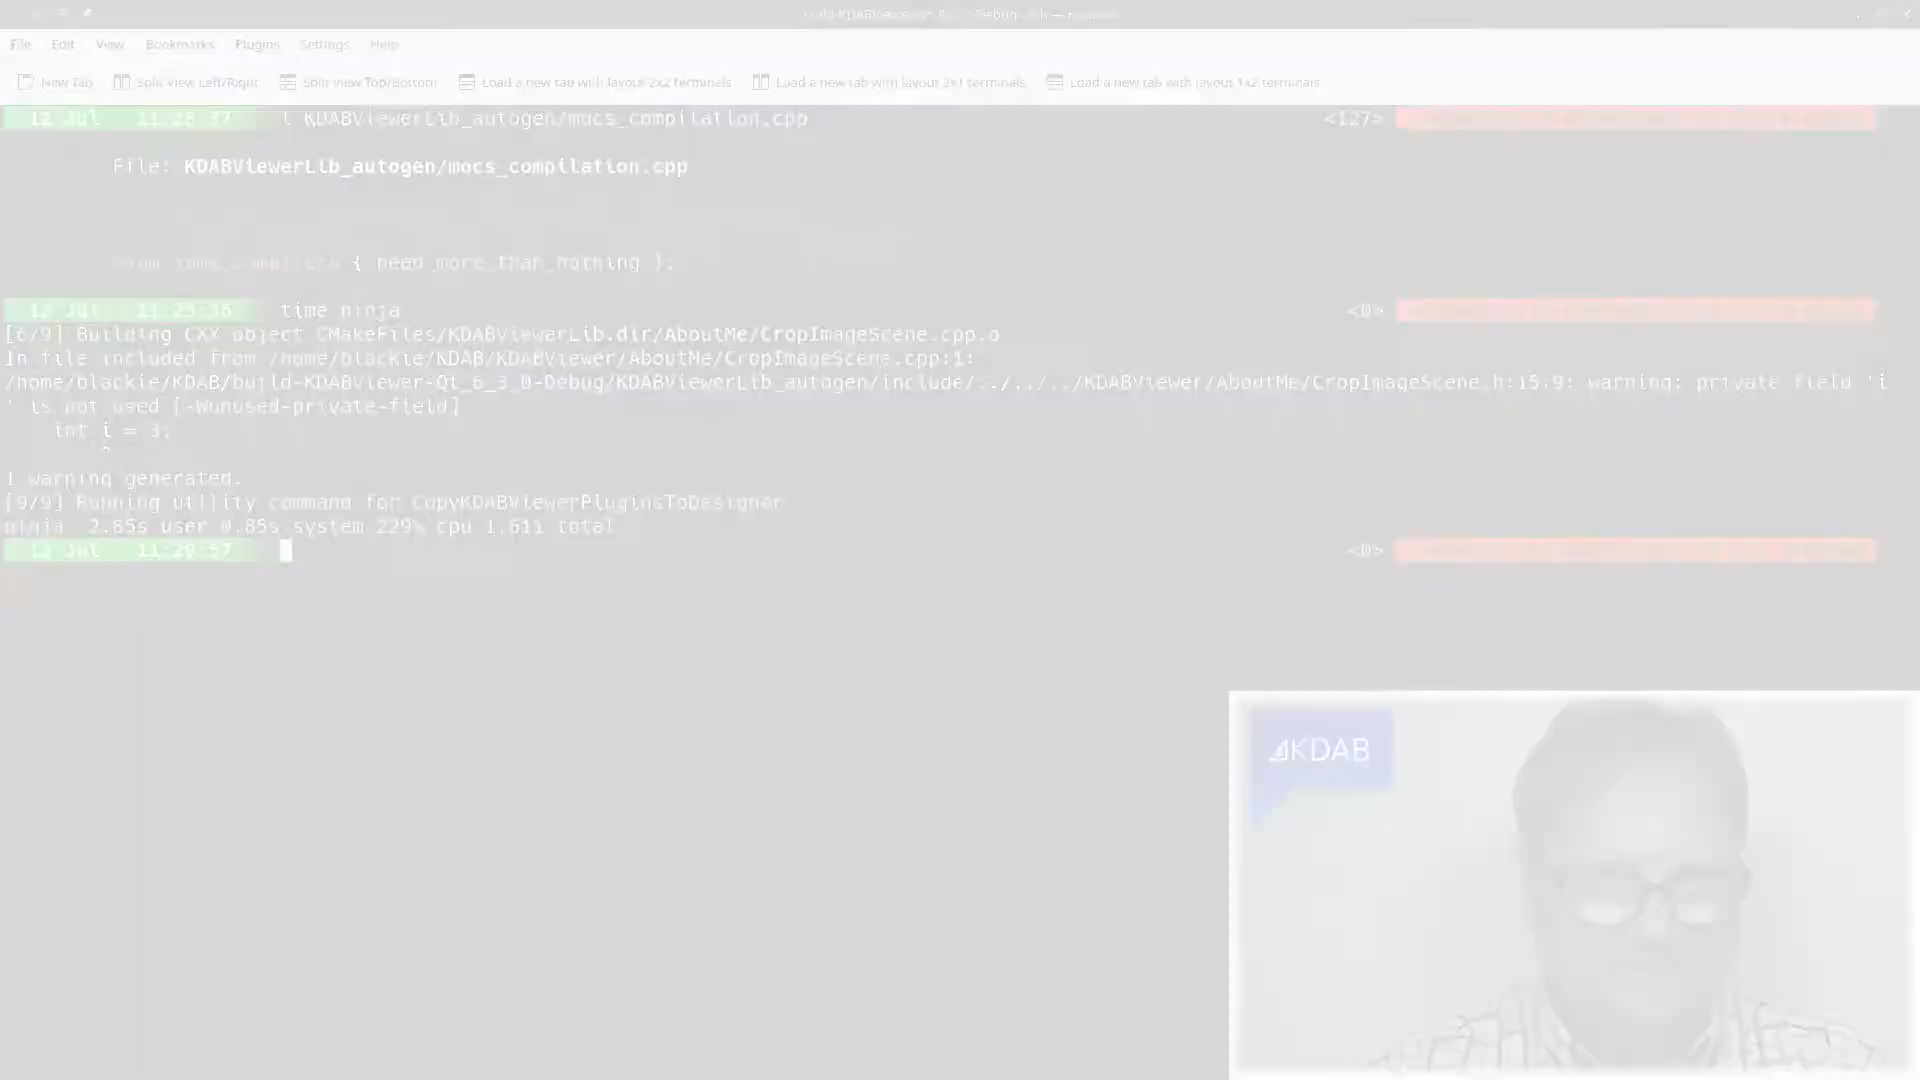 File Edit View Bookmarks Plugins Settings Help
New Tab Split View Left/Right Split View Top/Bottom Load a new tab with layout 2x2 terminals Load a new tab with layout 2x1 terminals Load a new tab with layout 1x2 terminals
12 Jul KDABViewerLib_autogen/mocs_compilation.cpp <127>
File: KDABViewerLib_autogen/mocs_compilation.cpp
{ need_more_than_nothing };
12 Jul time ninja <0>
[6/9] Building CXX object CMakeFiles/KDABViewerLib.dir/AboutMe/CropImageScene.cpp.o
In file included from /home/blackie/KDAB/KDABViewer/AboutMe/CropImageScene.cpp:1:
/home/blackie/KDAB/build-KDABViewer-Qt_6_3_0-Debug/KDABViewerLib_autogen/include/../../../KDABViewer/AboutMe/CropImageScene.h:15:9: warning: private field 'i
' is not used [-Wunused-private-field]
int i = 3;
^
1 warning generated.
[9/9] Running utility command for CopyKDABViewerPluginsToDesigner
ninja 2.85s user 0.85s system 229% cpu 1.611 total
12 Jul <0>
KDAB